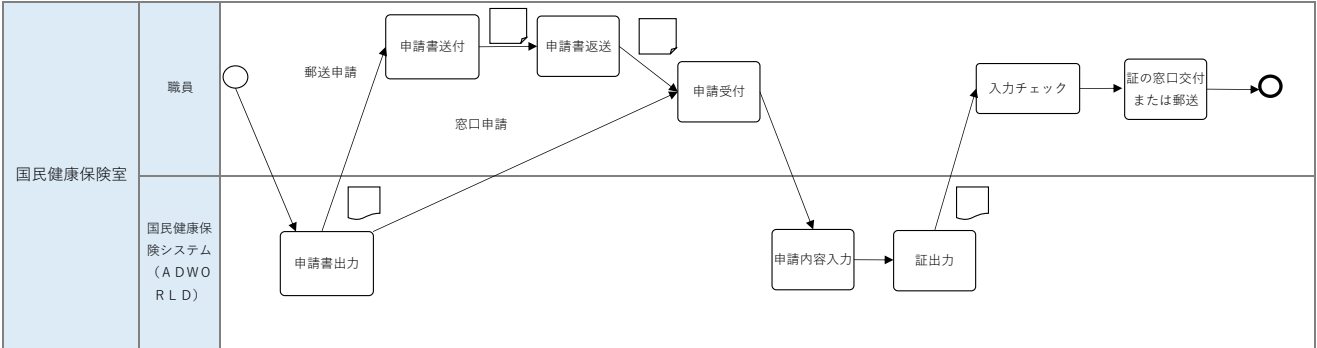 国民健康保険室
職員
郵送申請
申請書送付
申請書返送
窓口申請
申請受付
入力チェック
証の窓口交付
または郵送
国民健康保
険システム
（ＡＤＷＯ
ＲＬＤ）
申請書出力
申請内容入力
証出力